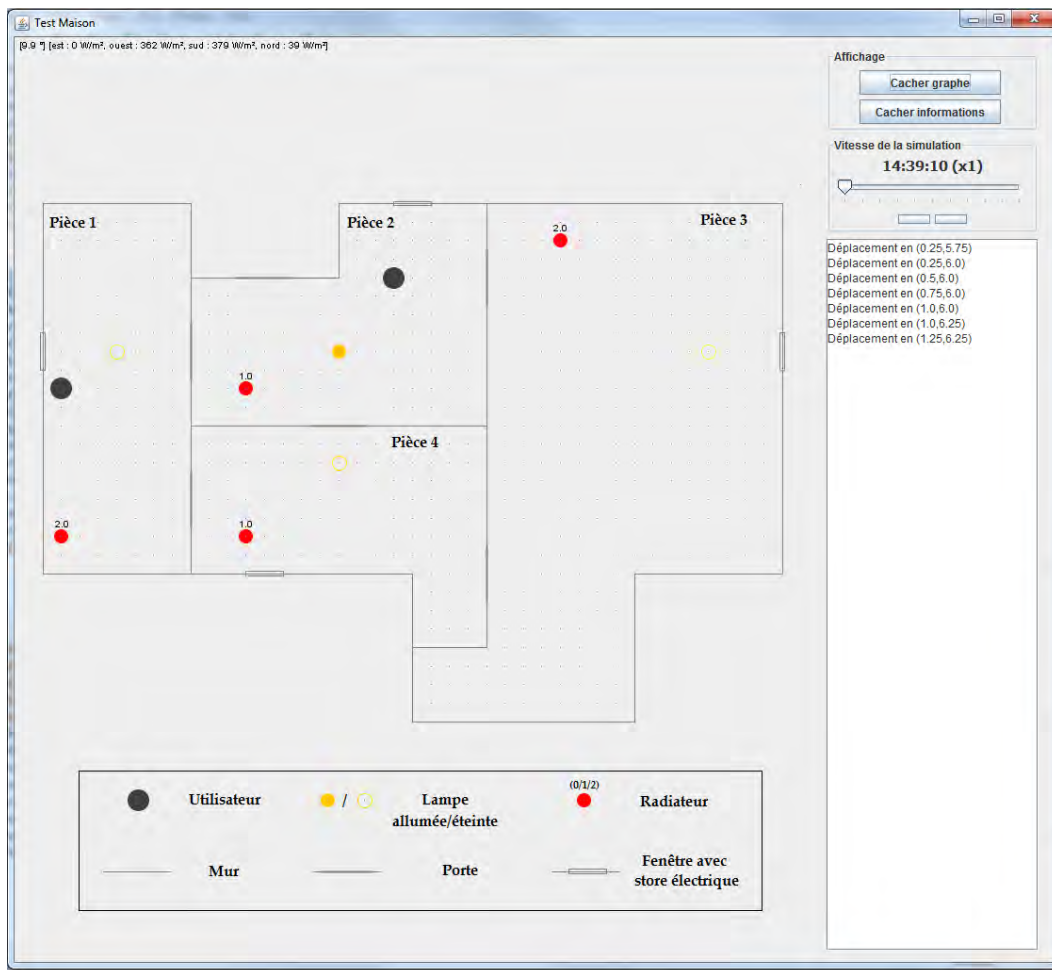 Test Maison
[9.9 °] [est : 0 W/m², ouest : 362 W/m², sud : 379 W/m², nord : 39 W/m²]
Affichage
Cacher graphe
Cacher informations
Vitesse de la simulation
14:39:10 (x1)
Déplacement en (0.25,5.75)
Déplacement en (0.25,6.0)
Déplacement en (0.5,6.0)
Déplacement en (0.75,6.0)
Déplacement en (1.0,6.0)
Déplacement en (1.0,6.25)
Déplacement en (1.25,6.25)
Pièce 1
Pièce 2
Pièce 3
2.0
1.0
Pièce 4
2.0
1.0
Utilisateur
/
Lampe
allumée/éteinte
(0/1/2)
Radiateur
Mur
Porte
Fenêtre avec
store électrique